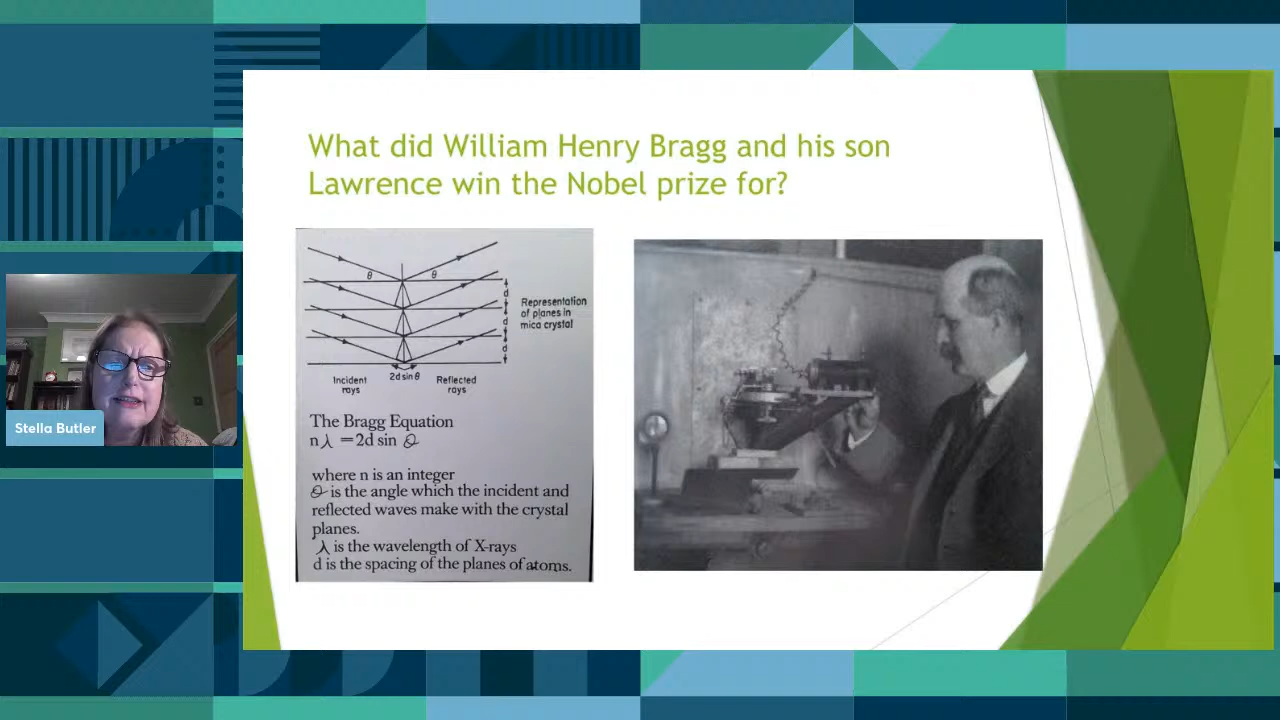 What did William Henry Bragg and his son
Lawrence win the Nobel prize for?
θ θ
d
d
d
Representation
of planes in
mica crystal
Incident
rays
2d sin θ
Reflected
rays
The Bragg Equation
nλ =2d sin θ
where n is an integer
θ is the angle which the incident and
reflected waves make with the crystal
planes.
λ is the wavelength of X-rays
d is the spacing of the planes of atoms.
Stella Butler